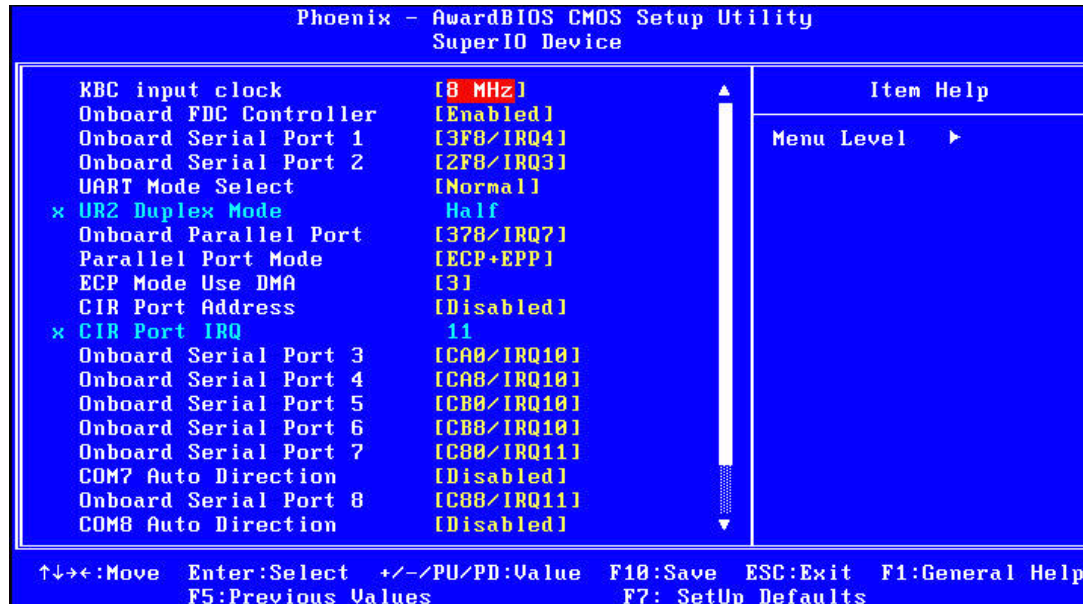 Phoenix - AwardBIOS CMOS Setup Utility
SuperIO Device
KBC input clock [8 MHz]
Onboard FDC Controller [Enabled]
Onboard Serial Port 1 [3F8/IRQ4]
Onboard Serial Port 2 [2F8/IRQ3]
UART Mode Select [Normal]
x UR2 Duplex Mode Half
Onboard Parallel Port [378/IRQ7]
Parallel Port Mode [ECP+EPP]
ECP Mode Use DMA [3]
CIR Port Address [Disabled]
x CIR Port IRQ 11
Onboard Serial Port 3 [CA0/IRQ10]
Onboard Serial Port 4 [CA8/IRQ10]
Onboard Serial Port 5 [CB0/IRQ10]
Onboard Serial Port 6 [CB8/IRQ10]
Onboard Serial Port 7 [C80/IRQ11]
COM7 Auto Direction [Disabled]
Onboard Serial Port 8 [C88/IRQ11]
COM8 Auto Direction [Disabled]
Item Help
Menu Level ►
↑↓→←:Move Enter:Select +/-/PU/PD:Value F10:Save ESC:Exit F1:General Help
F5:Previous Values F7: SetUp Defaults